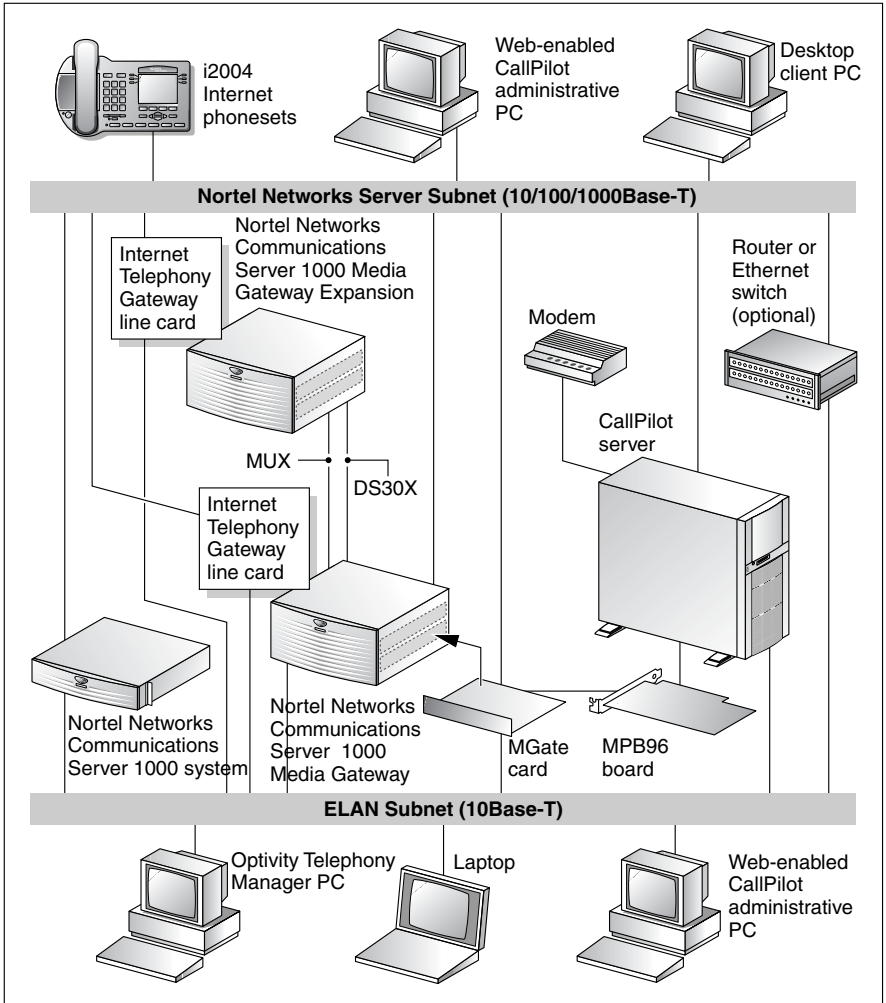 i2004
Internet
phonesets
Web-enabled
CallPilot
administrative
PC
Desktop
client PC
Nortel Networks Server Subnet (10/100/1000Base-T)
Internet
Telephony
Gateway
line card
Nortel Networks
Communications
Server 1000 Media
Gateway Expansion
Modem
Router or
Ethernet
switch
(optional)
CallPilot
server
MUX
DS30X
Internet
Telephony
Gateway
line card
Nortel Networks
Communications
Server 1000 system
Nortel Networks
Communications
Server 1000
Media Gateway
MGate
card
MPB96
board
ELAN Subnet (10Base-T)
Optivity Telephony
Manager PC
Laptop
Web-enabled
CallPilot
administrative
PC